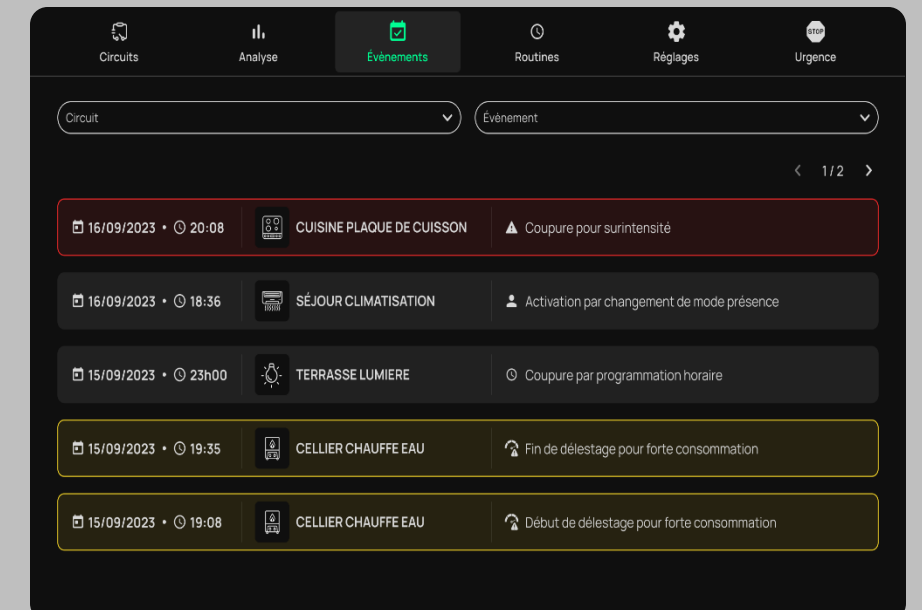 Circuits Analyse Évènements Routines Réglages STOP Urgence
Circuit Évènement
1/2
16/09/2023 • 20:08 CUISINE PLAQUE DE CUISSON Coupure pour surintensité
16/09/2023 • 18:36 SÉJOUR CLIMATISATION Activation par changement de mode présence
15/09/2023 • 23h00 TERRASSE LUMIERE Coupure par programmation horaire
15/09/2023 • 19:35 CELLIER CHAUFFE EAU Fin de délestage pour forte consommation
15/09/2023 • 19:08 CELLIER CHAUFFE EAU Début de délestage pour forte consommation